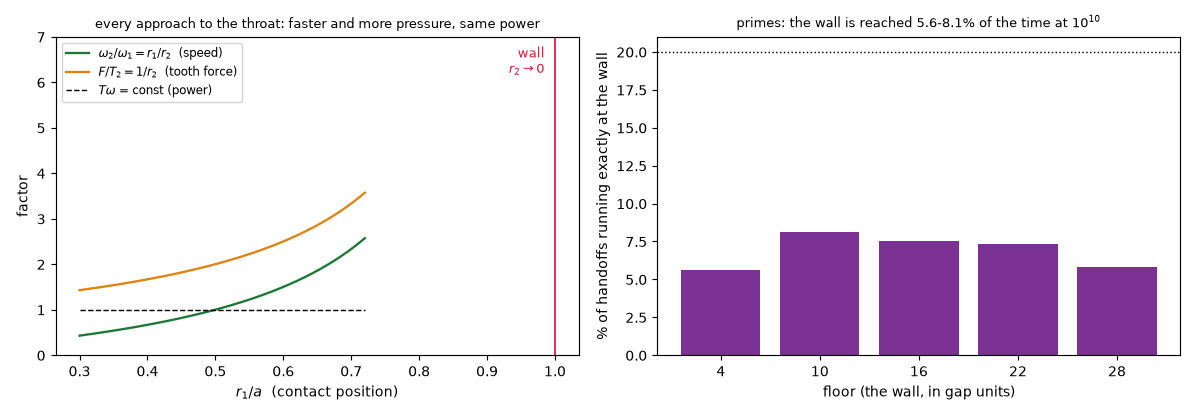 every approach to the throat: faster and more pressure, same power
ω₂/ω₁ = r₁/r₂ (speed)
F/T₂ = 1/r₂ (tooth force)
Tω = const (power)
wall
r₂ → 0
factor
7
6
5
4
3
2
1
0
0.3 0.4 0.5 0.6 0.7 0.8 0.9 1.0
r₁/a (contact position)
primes: the wall is reached 5.6-8.1% of the time at 10¹⁰
% of handoffs running exactly at the wall
20.0
17.5
15.0
12.5
10.0
7.5
5.0
2.5
0.0
4 10 16 22 28
floor (the wall, in gap units)